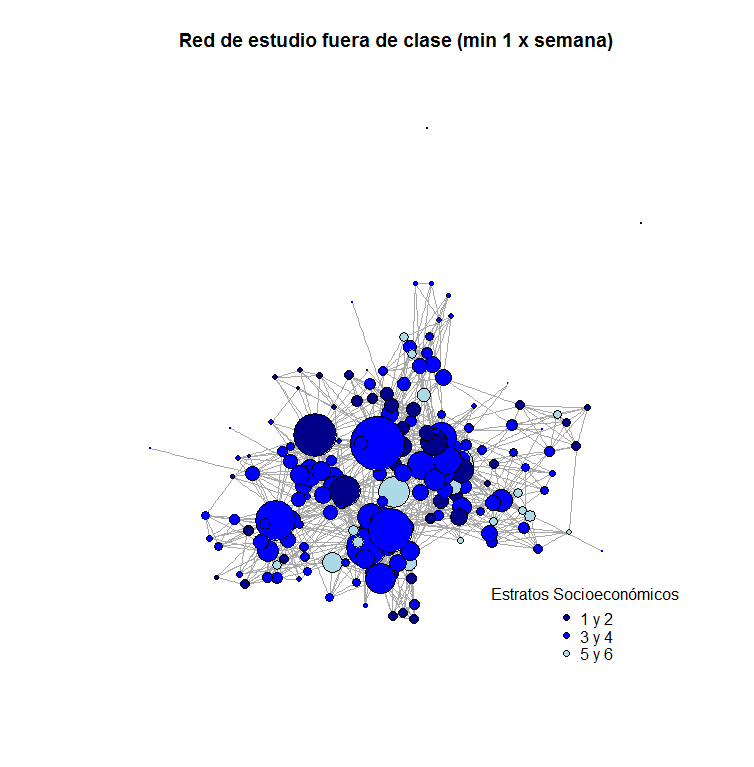 Red de estudio fuera de clase (min 1 x semana)
Estratos Socioeconómicos
1 y 2
3 y 4
5 y 6